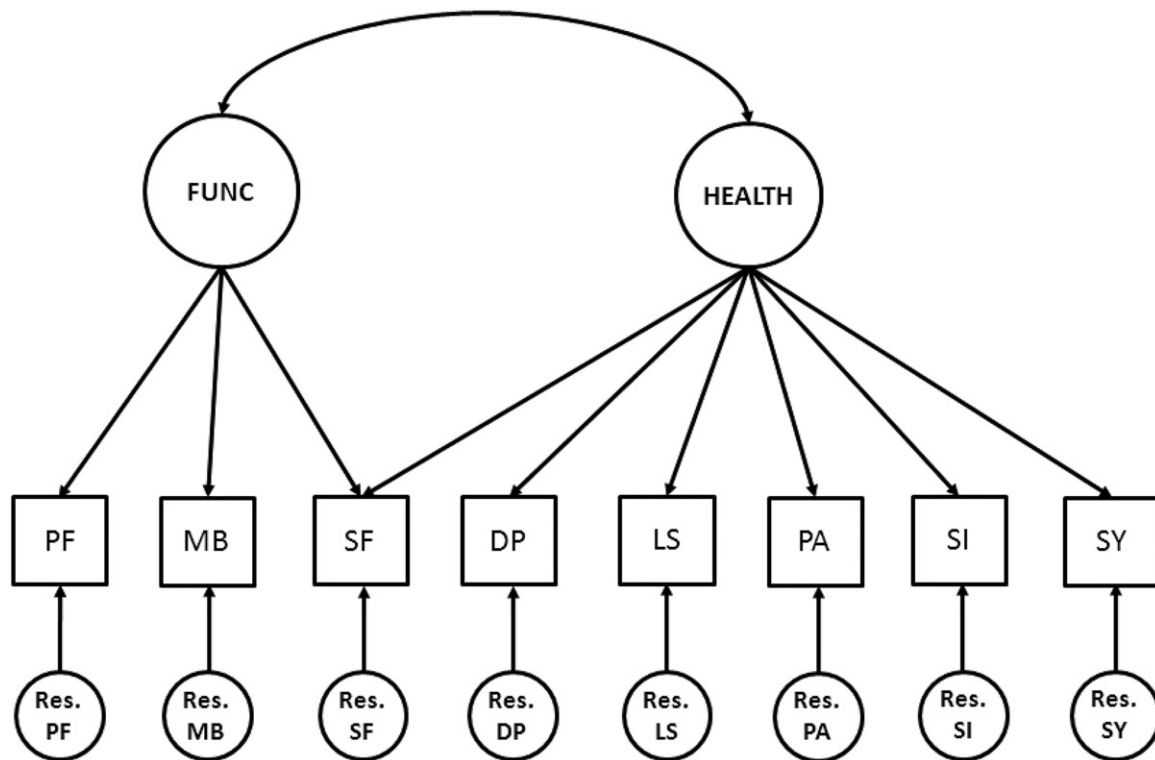 FUNC
HEALTH
PF
MB
SF
DP
LS
PA
SI
SY
Res.
PF
Res.
MB
Res.
SF
Res.
DP
Res.
LS
Res.
PA
Res.
SI
Res.
SY